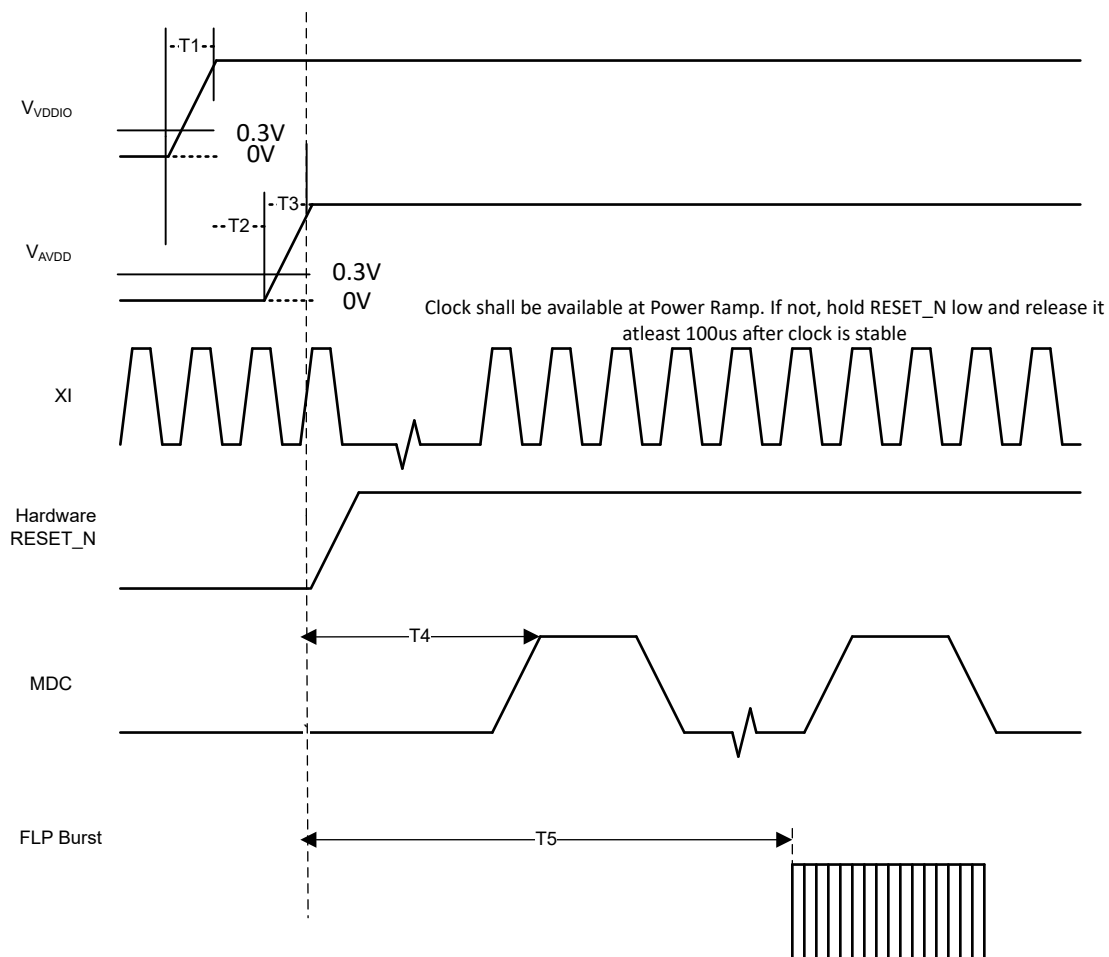 T1
VVDDIO
0.3V
0V
T3
T2
VAVDD
0.3V
0V
Clock shall be available at Power Ramp. If not, hold RESET_N low and release it
atleast 100us after clock is stable
XI
Hardware
RESET_N
T4
MDC
FLP Burst
T5